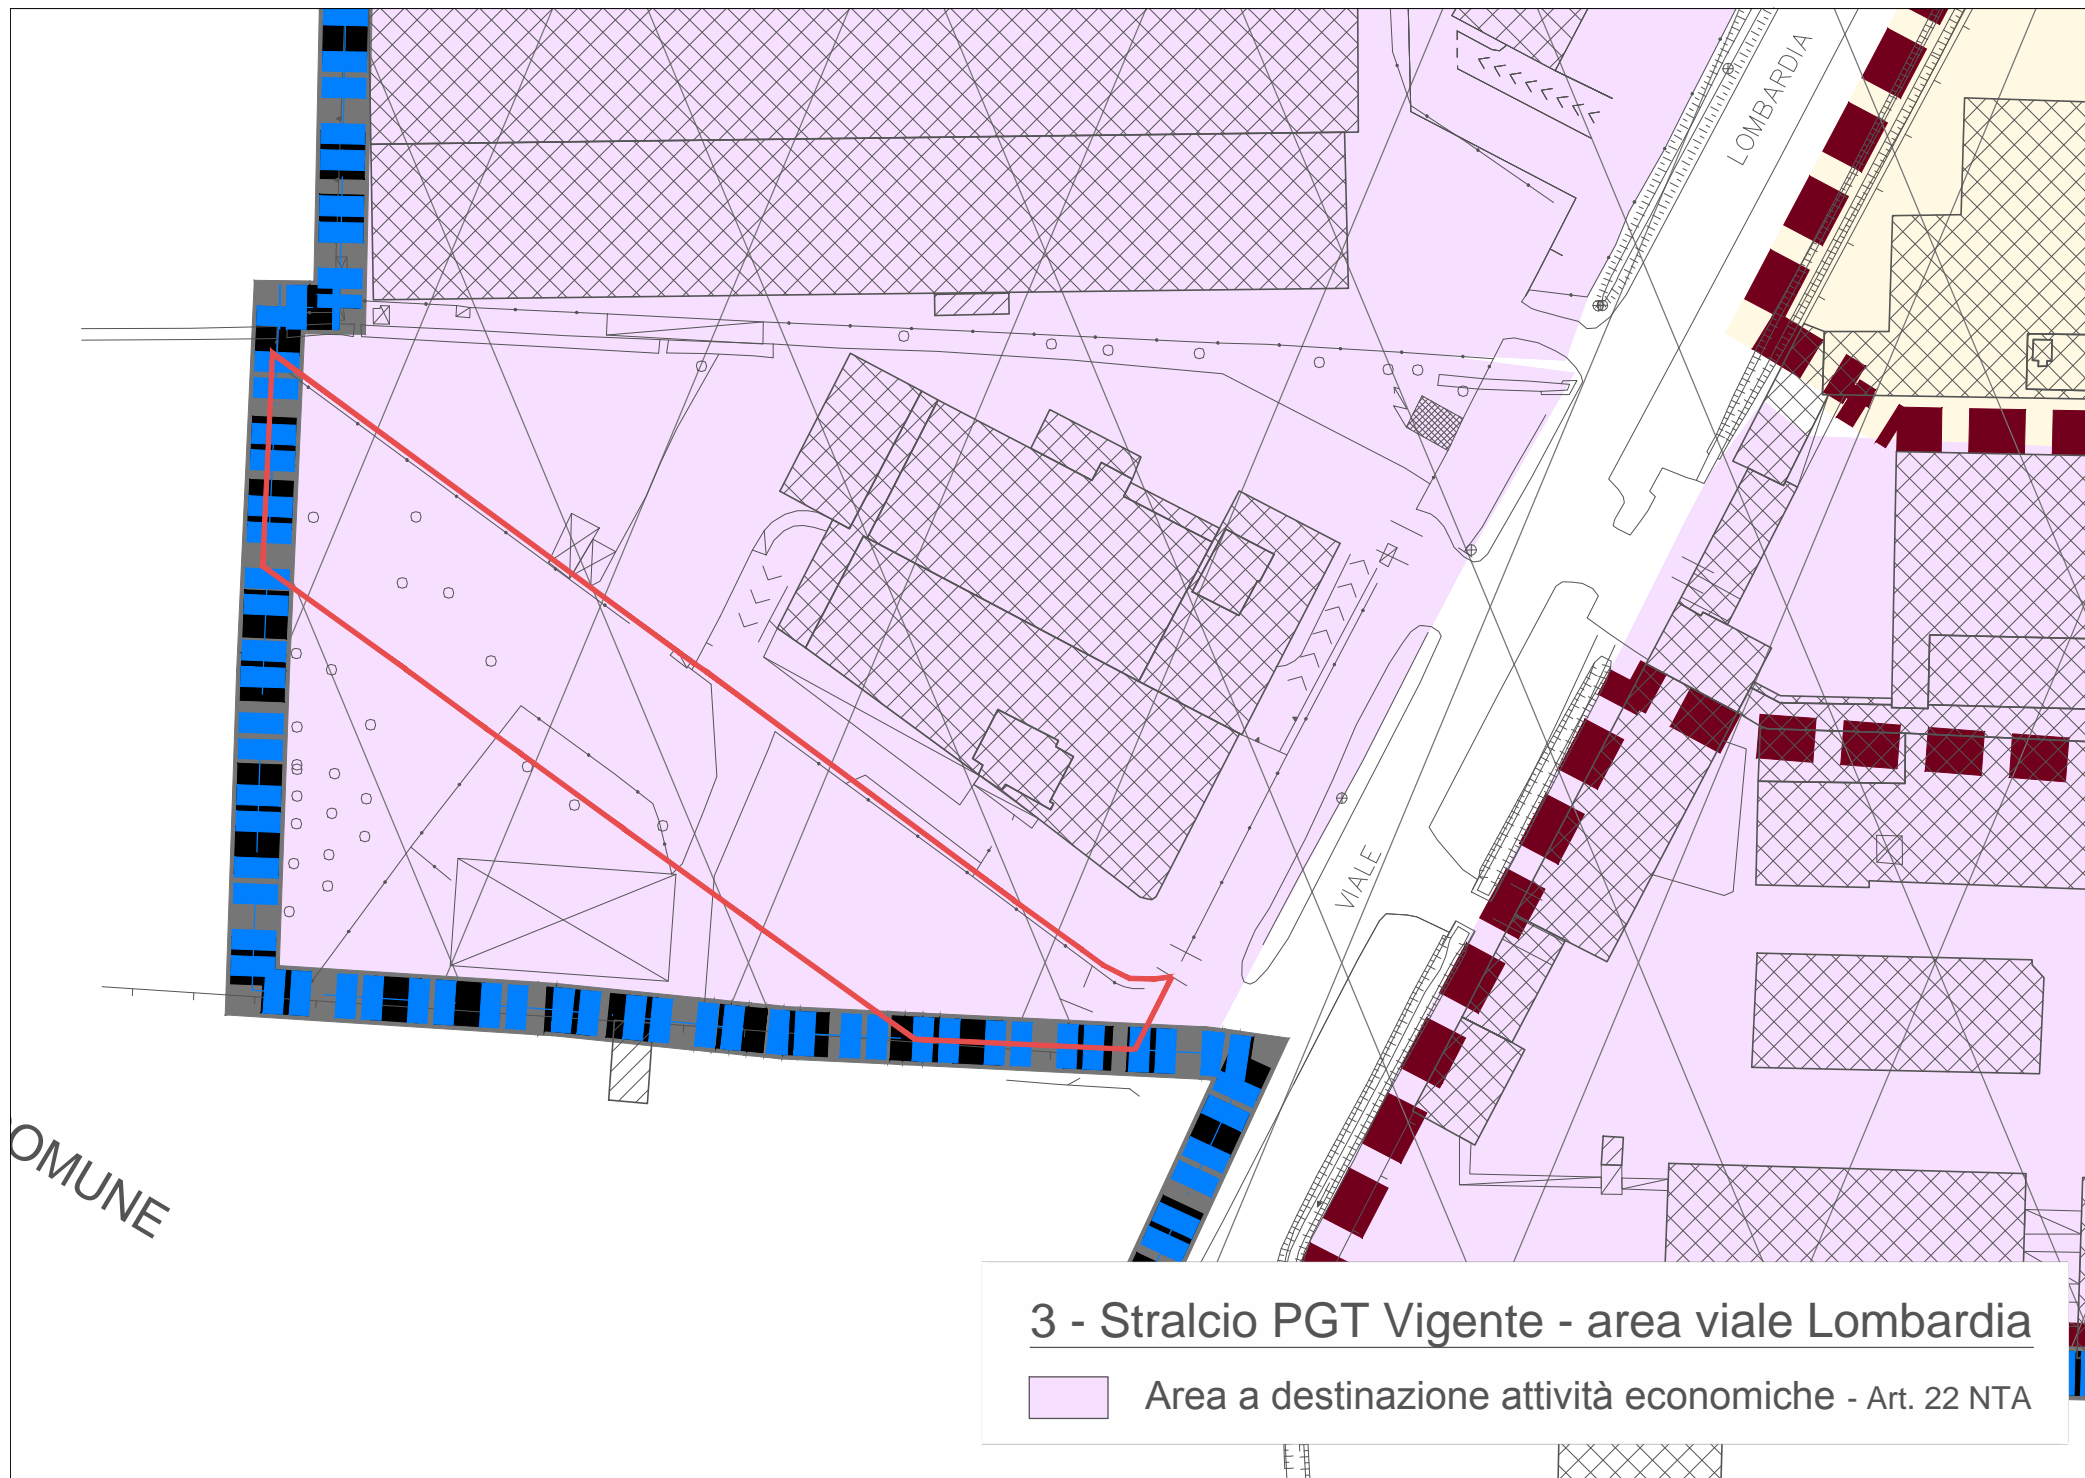 LOMBARDIA
VIALE
OMUNE
3 - Stralcio PGT Vigente - area viale Lombardia
Area a destinazione attività economiche - Art. 22 NTA